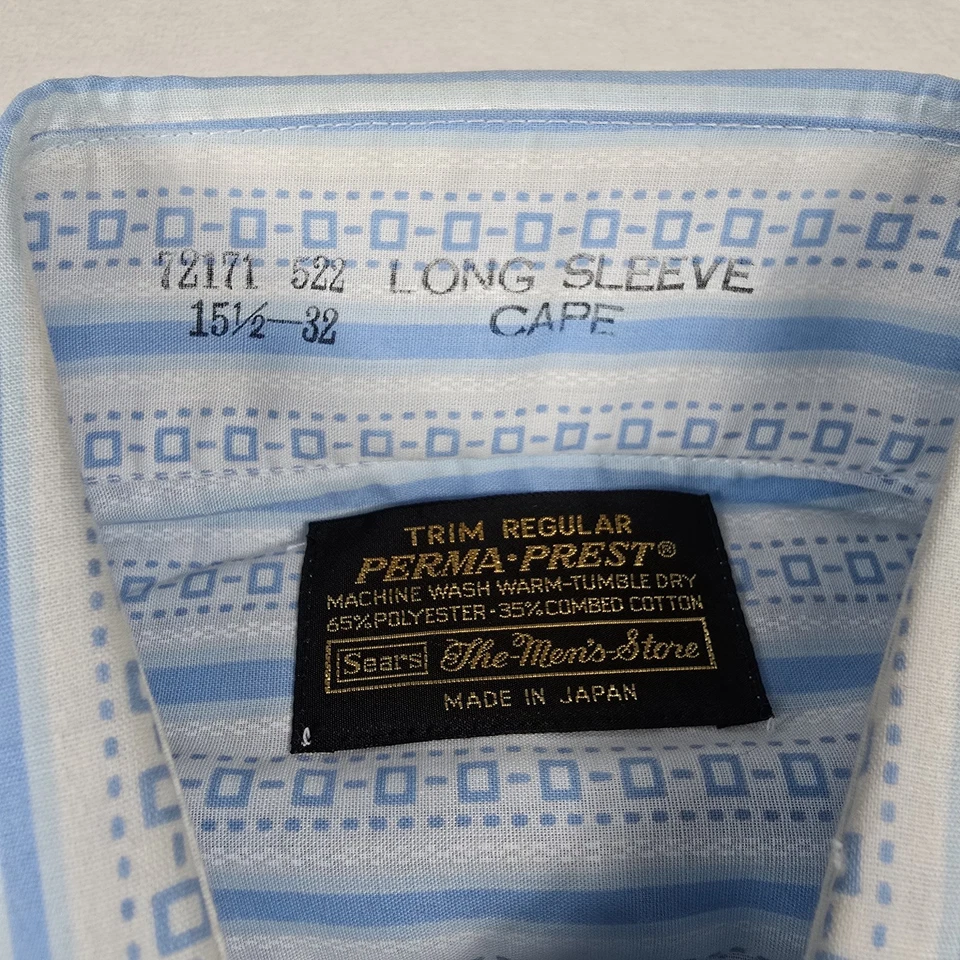 72171 522 LONG SLEEVE
15½—32 CAPE
TRIM REGULAR
PERMA·PREST®
MACHINE WASH WARM-TUMBLE DRY
65% POLYESTER·35% COMBED COTTON
Sears The-Men's-Store
MADE IN JAPAN